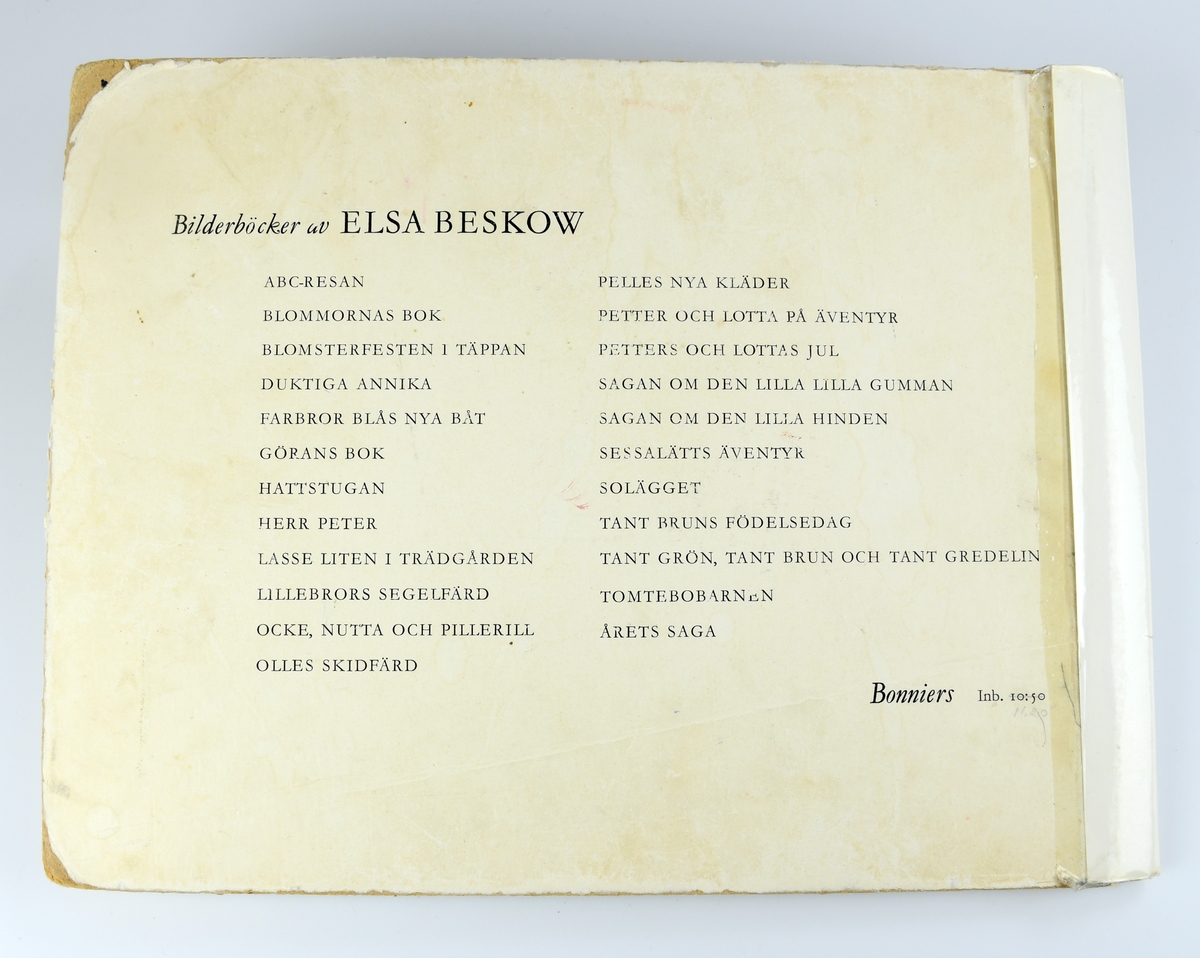 Bilderböcker av ELSA BESKOW
ABC-RESAN
BLOMMORNAS BOK
BLOMSTERFESTEN I TÄPPAN
DUKTIGA ANNIKA
FARBROR BLÅS NYA BÅT
GÖRANS BOK
HATTSTUGAN
HERR PETER
LASSE LITEN I TRÄDGÅRDEN
LILLEBRORS SEGELFÄRD
OCKE, NUTTA OCH PILLERILL
OLLES SKIDFÄRD
PELLES NYA KLÄDER
PETTER OCH LOTTA PÅ ÄVENTYR
PETTERS OCH LOTTAS JUL
SAGAN OM DEN LILLA LILLA GUMMAN
SAGAN OM DEN LILLA HINDEN
SESSALÄTTS ÄVENTYR
SOLÄGGET
TANT BRUNS FÖDELSEDAG
TANT GRÖN, TANT BRUN OCH TANT GREDELIN
TOMTEBOBARNEN
ÅRETS SAGA
Bonniers Inb. 10:50